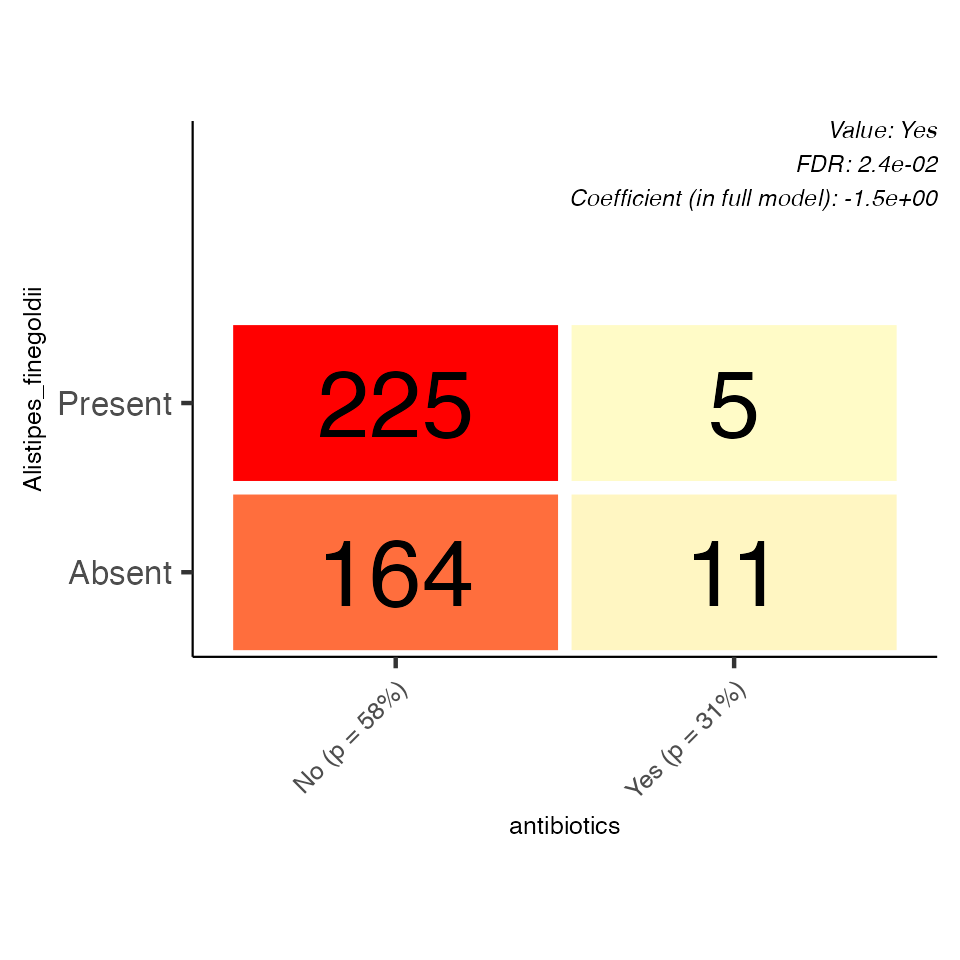 Value: Yes
FDR: 2.4e-02
Coefficient (in full model): -1.5e+00
Alistipes_finegoldii
Present
225
5
Absent
164
11
No (p = 58%)
Yes (p = 31%)
antibiotics